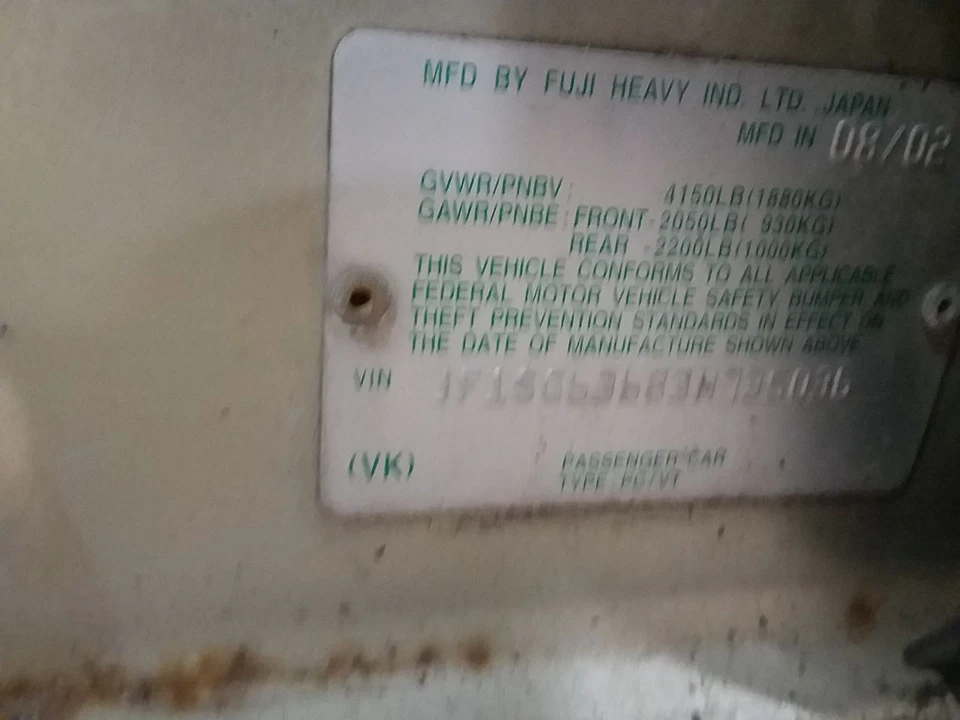 MFD BY FUJI HEAVY IND. LTD. JAPAN
MFD IN 08/02
GVWR/PNBV: 4150LB(1880KG)
GAWR/PNBE: FRONT-2050LB( 930KG)
REAR -2200LB(1000KG)
THIS VEHICLE CONFORMS TO ALL APPLICABLE
FEDERAL MOTOR VEHICLE SAFETY BUMPER AND
THEFT PREVENTION STANDARDS IN EFFECT ON
THE DATE OF MANUFACTURE SHOWN ABOVE
VIN
(VK) PASSENGER CAR
TYPE